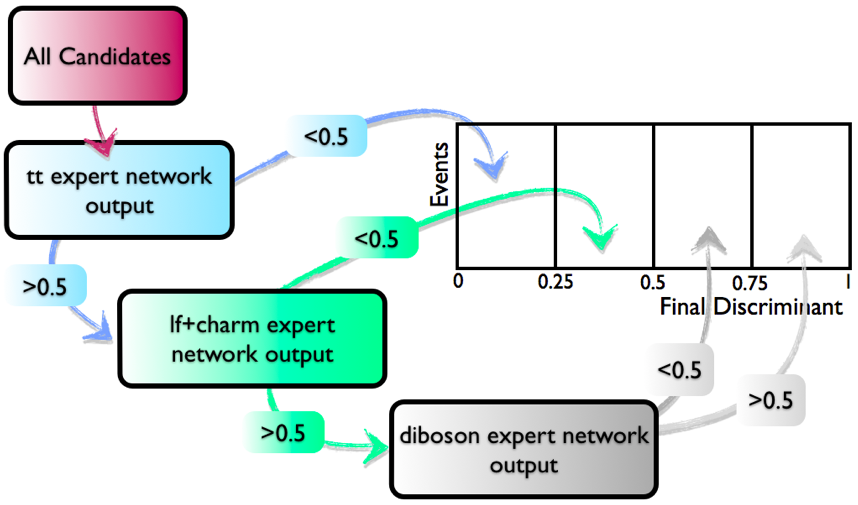 All Candidates
tt expert network
output
<0.5
>0.5
lf+charm expert
network output
<0.5
>0.5
diboson expert network
output
<0.5
>0.5
Events
0 0.25 0.5 0.75 1
Final Discriminant